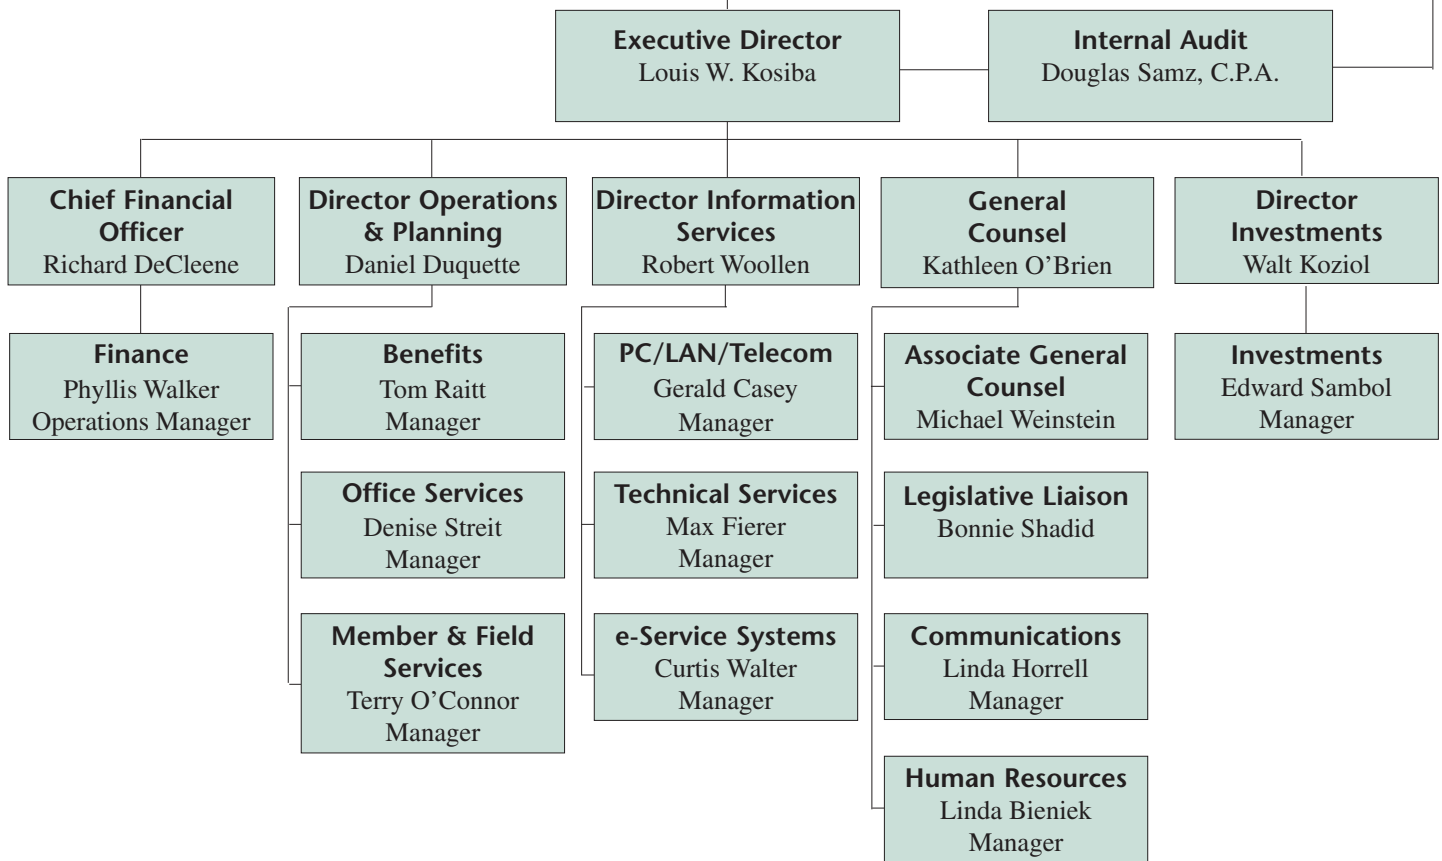 Executive Director
Louis W. Kosiba
Internal Audit
Douglas Samz, C.P.A.
Chief Financial
Officer
Richard DeCleene
Director Operations
& Planning
Daniel Duquette
Director Information
Services
Robert Woollen
General
Counsel
Kathleen O’Brien
Director
Investments
Walt Koziol
Finance
Phyllis Walker
Operations Manager
Benefits
Tom Raitt
Manager
PC/LAN/Telecom
Gerald Casey
Manager
Associate General
Counsel
Michael Weinstein
Investments
Edward Sambol
Manager
Office Services
Denise Streit
Manager
Technical Services
Max Fierer
Manager
Legislative Liaison
Bonnie Shadid
Member & Field
Services
Terry O’Connor
Manager
e-Service Systems
Curtis Walter
Manager
Communications
Linda Horrell
Manager
Human Resources
Linda Bieniek
Manager